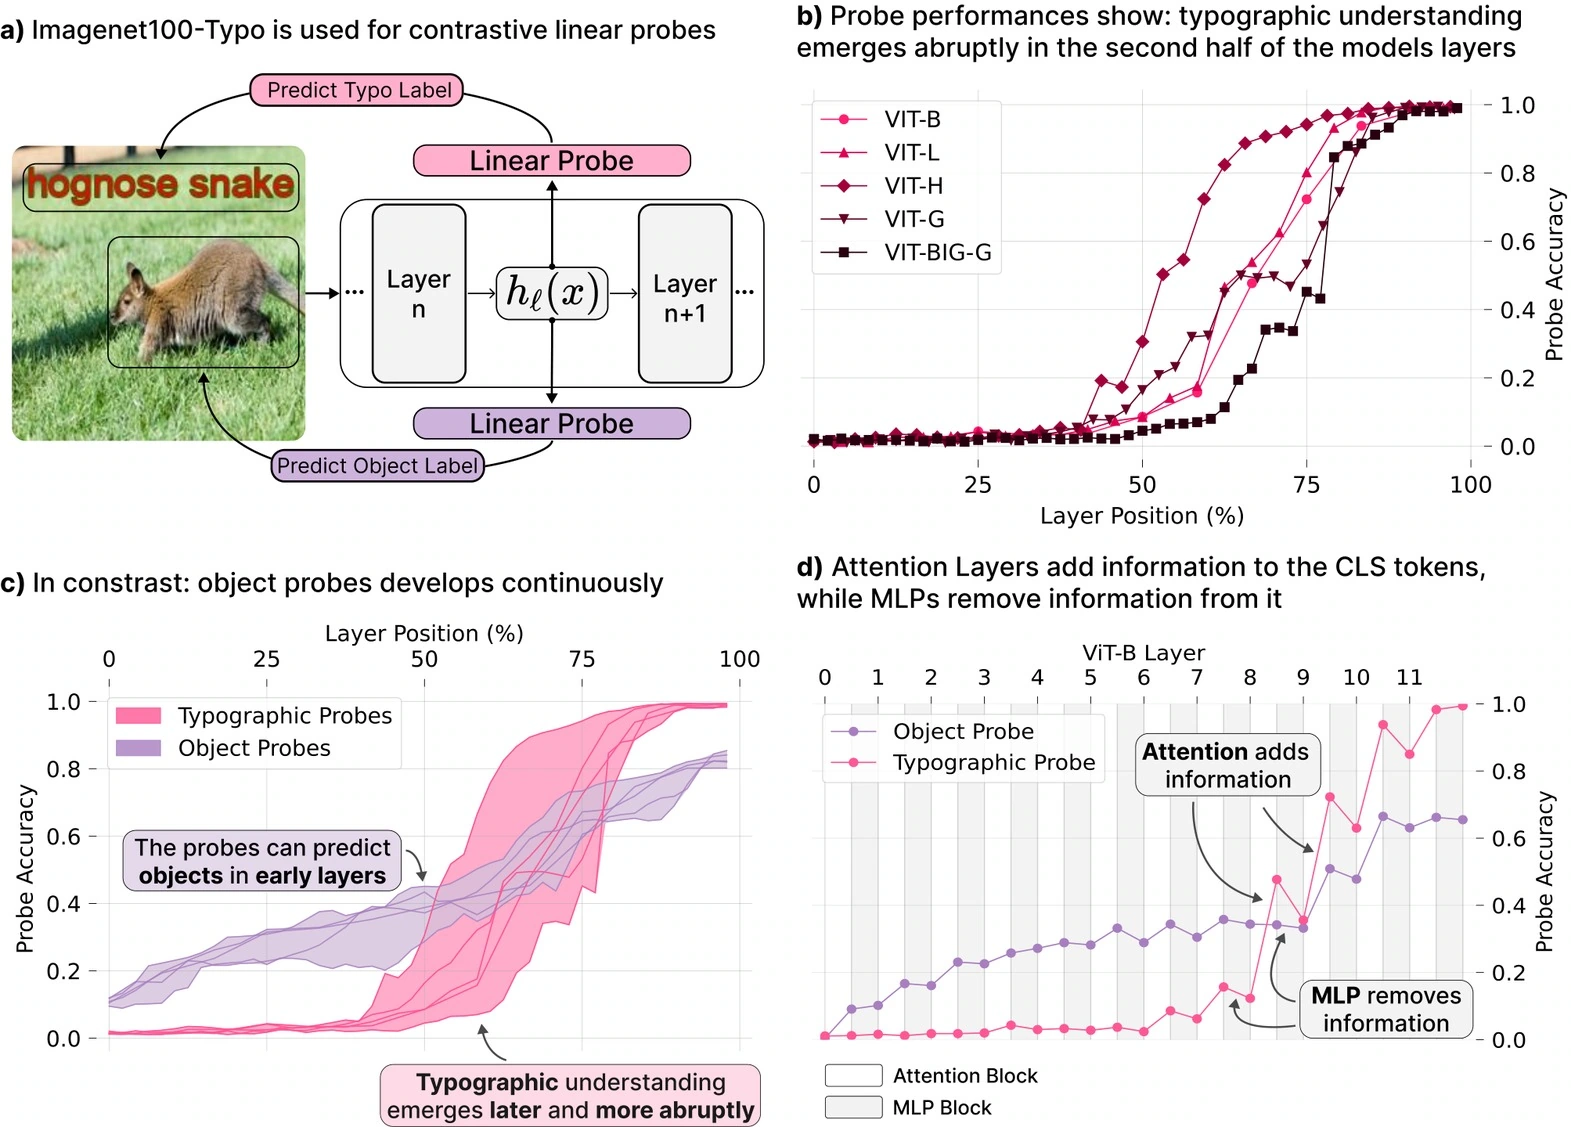 a) Imagenet100-Typo is used for contrastive linear probes
Predict Typo Label
Linear Probe
hognose snake
...
Layer
n
hℓ(x)
Layer
n+1
...
Linear Probe
Predict Object Label
b) Probe performances show: typographic understanding
emerges abruptly in the second half of the models layers
VIT-B
VIT-L
VIT-H
VIT-G
VIT-BIG-G
1.0
0.8
0.6
0.4
0.2
0.0
Probe Accuracy
0 25 50 75 100
Layer Position (%)
c) In constrast: object probes develops continuously
Layer Position (%)
0 25 50 75 100
1.0
0.8
0.6
0.4
0.2
0.0
Probe Accuracy
Typographic Probes
Object Probes
The probes can predict
objects in early layers
Typographic understanding
emerges later and more abruptly
d) Attention Layers add information to the CLS tokens,
while MLPs remove information from it
ViT-B Layer
0 1 2 3 4 5 6 7 8 9 10 11
Object Probe
Typographic Probe
Attention adds
information
MLP removes
information
1.0
0.8
0.6
0.4
0.2
0.0
Probe Accuracy
Attention Block
MLP Block